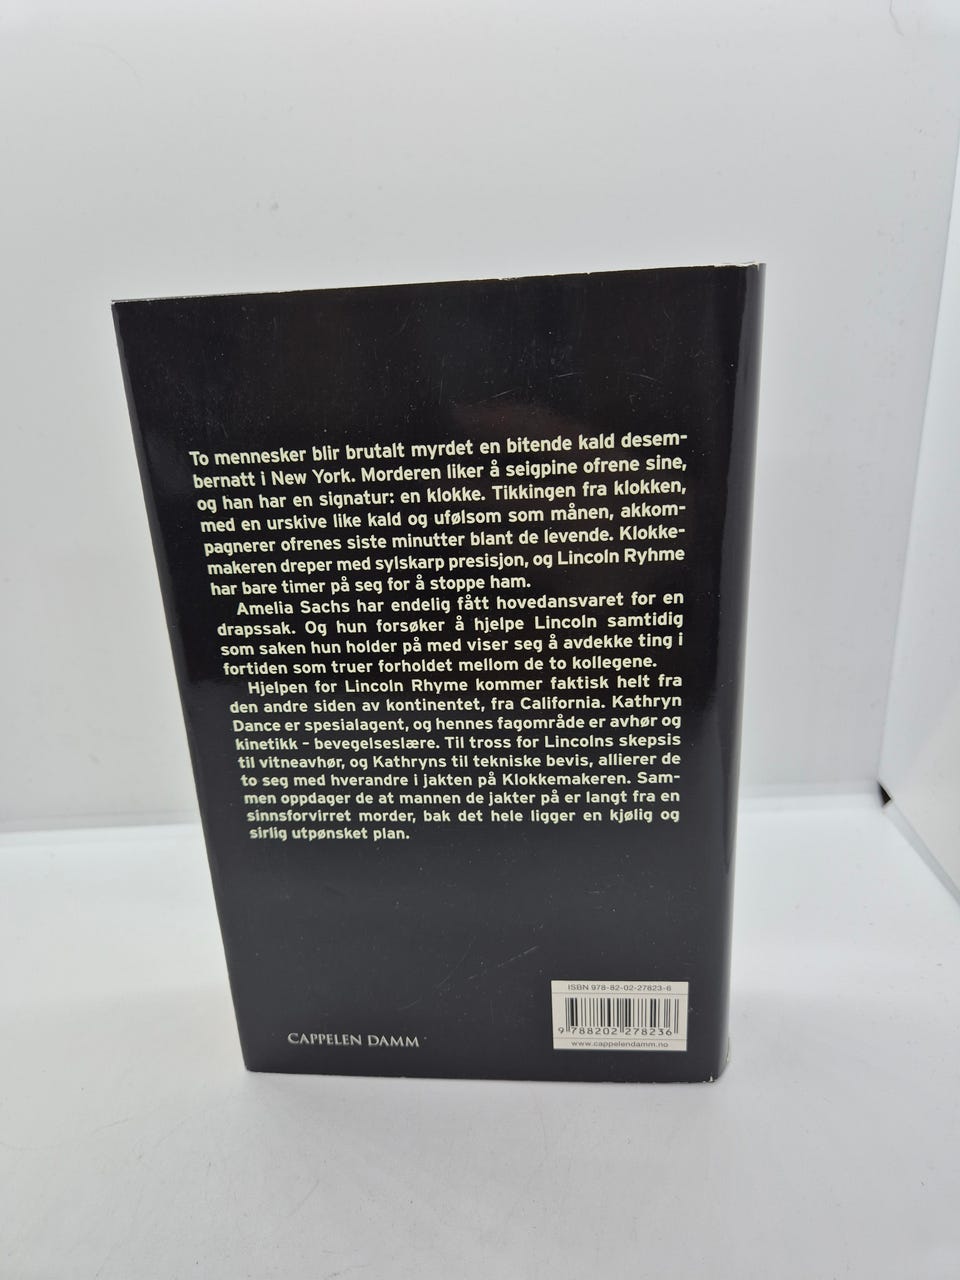 To mennesker blir brutalt myrdet en bitende kald desem-
bernatt i New York. Morderen liker å seigpine ofrene sine,
og han har en signatur: en klokke. Tikkingen fra klokken,
med en urskive like kald og ufølsom som månen, akkom-
pagnerer ofrenes siste minutter blant de levende. Klokke-
makeren dreper med sylskarp presisjon, og Lincoln Ryhme
har bare timer på seg for å stoppe ham.
Amelia Sachs har endelig fått hovedansvaret for en
drapssak. Og hun forsøker å hjelpe Lincoln samtidig
som saken hun holder på med viser seg å avdekke ting i
fortiden som truer forholdet mellom de to kollegene.
Hjelpen for Lincoln Rhyme kommer faktisk helt fra
den andre siden av kontinentet, fra California. Kathryn
Dance er spesialagent, og hennes fagområde er avhør og
kinetikk – bevegelseslære. Til tross for Lincolns skepsis
til vitneavhør, og Kathryns til tekniske bevis, allierer de
to seg med hverandre i jakten på Klokkemakeren. Sam-
men oppdager de at mannen de jakter på er langt fra en
sinnsforvirret morder, bak det hele ligger en kjølig og
sirlig utpønsket plan.
ISBN 978-82-02-27823-6
9 788202 278236
www.cappelendamm.no
CAPPELEN DAMM